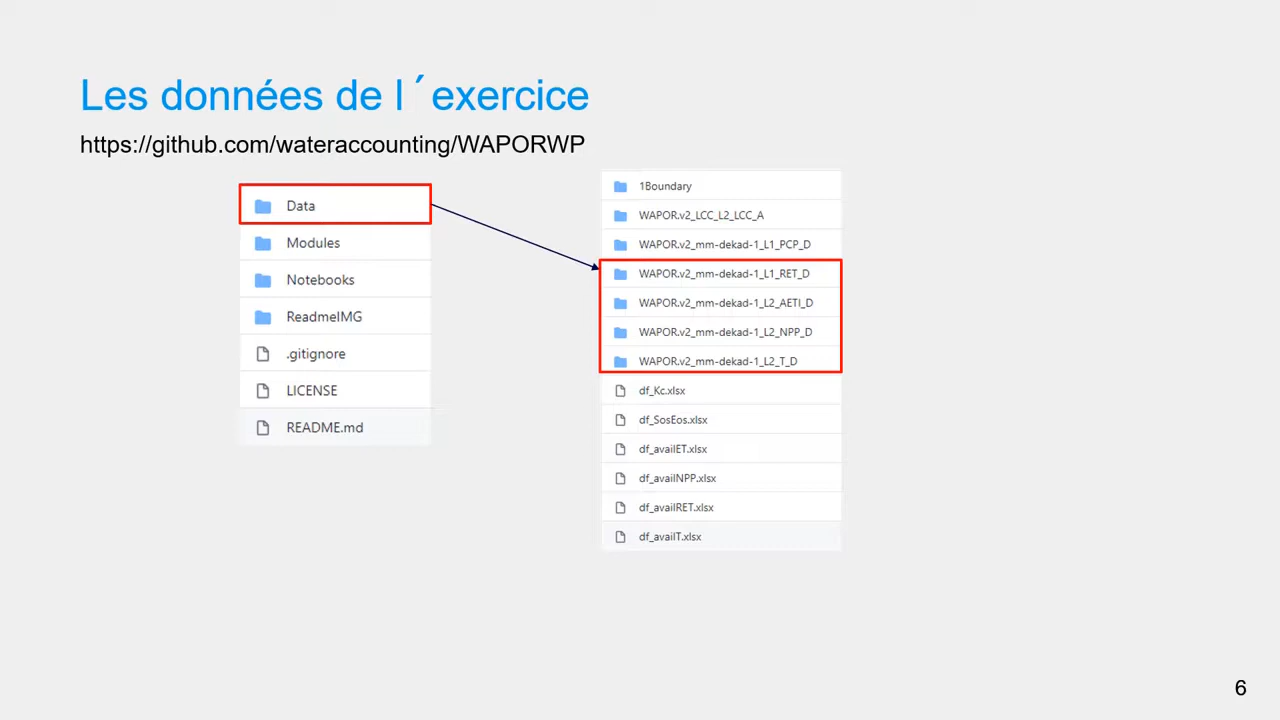 Les données de l´exercice
https://github.com/wateraccounting/WAPORWP
Data
Modules
Notebooks
ReadmeIMG
.gitignore
LICENSE
README.md
1Boundary
WAPOR.v2_LCC_L2_LCC_A
WAPOR.v2_mm-dekad-1_L1_PCP_D
WAPOR.v2_mm-dekad-1_L1_RET_D
WAPOR.v2_mm-dekad-1_L2_AETI_D
WAPOR.v2_mm-dekad-1_L2_NPP_D
WAPOR.v2_mm-dekad-1_L2_T_D
df_Kc.xlsx
df_SosEos.xlsx
df_availET.xlsx
df_availNPP.xlsx
df_availRET.xlsx
df_availT.xlsx
6